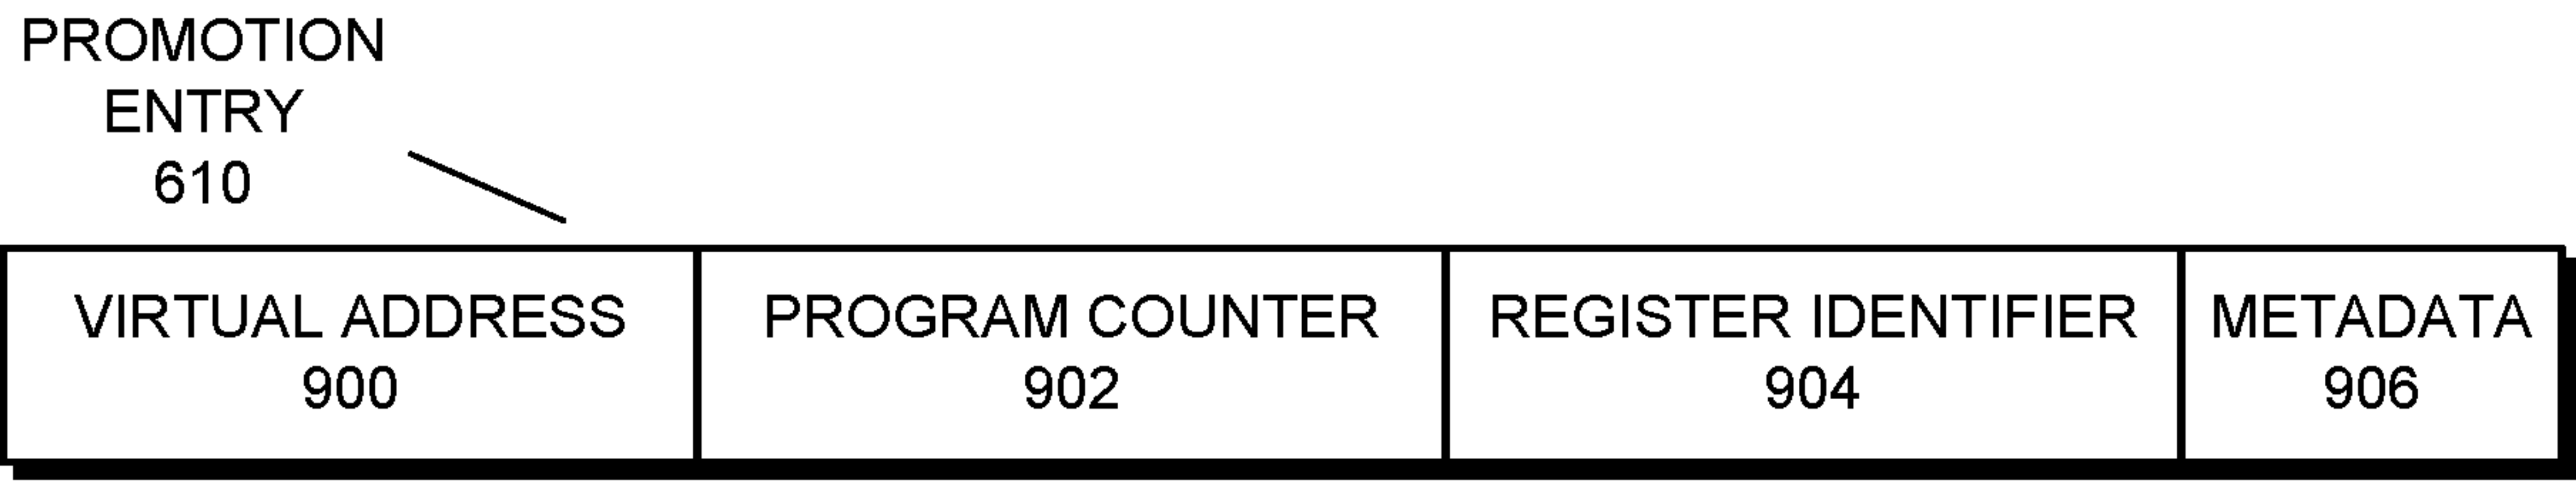 PROMOTION
ENTRY
610
VIRTUAL ADDRESS
900
PROGRAM COUNTER
902
REGISTER IDENTIFIER
904
METADATA
906